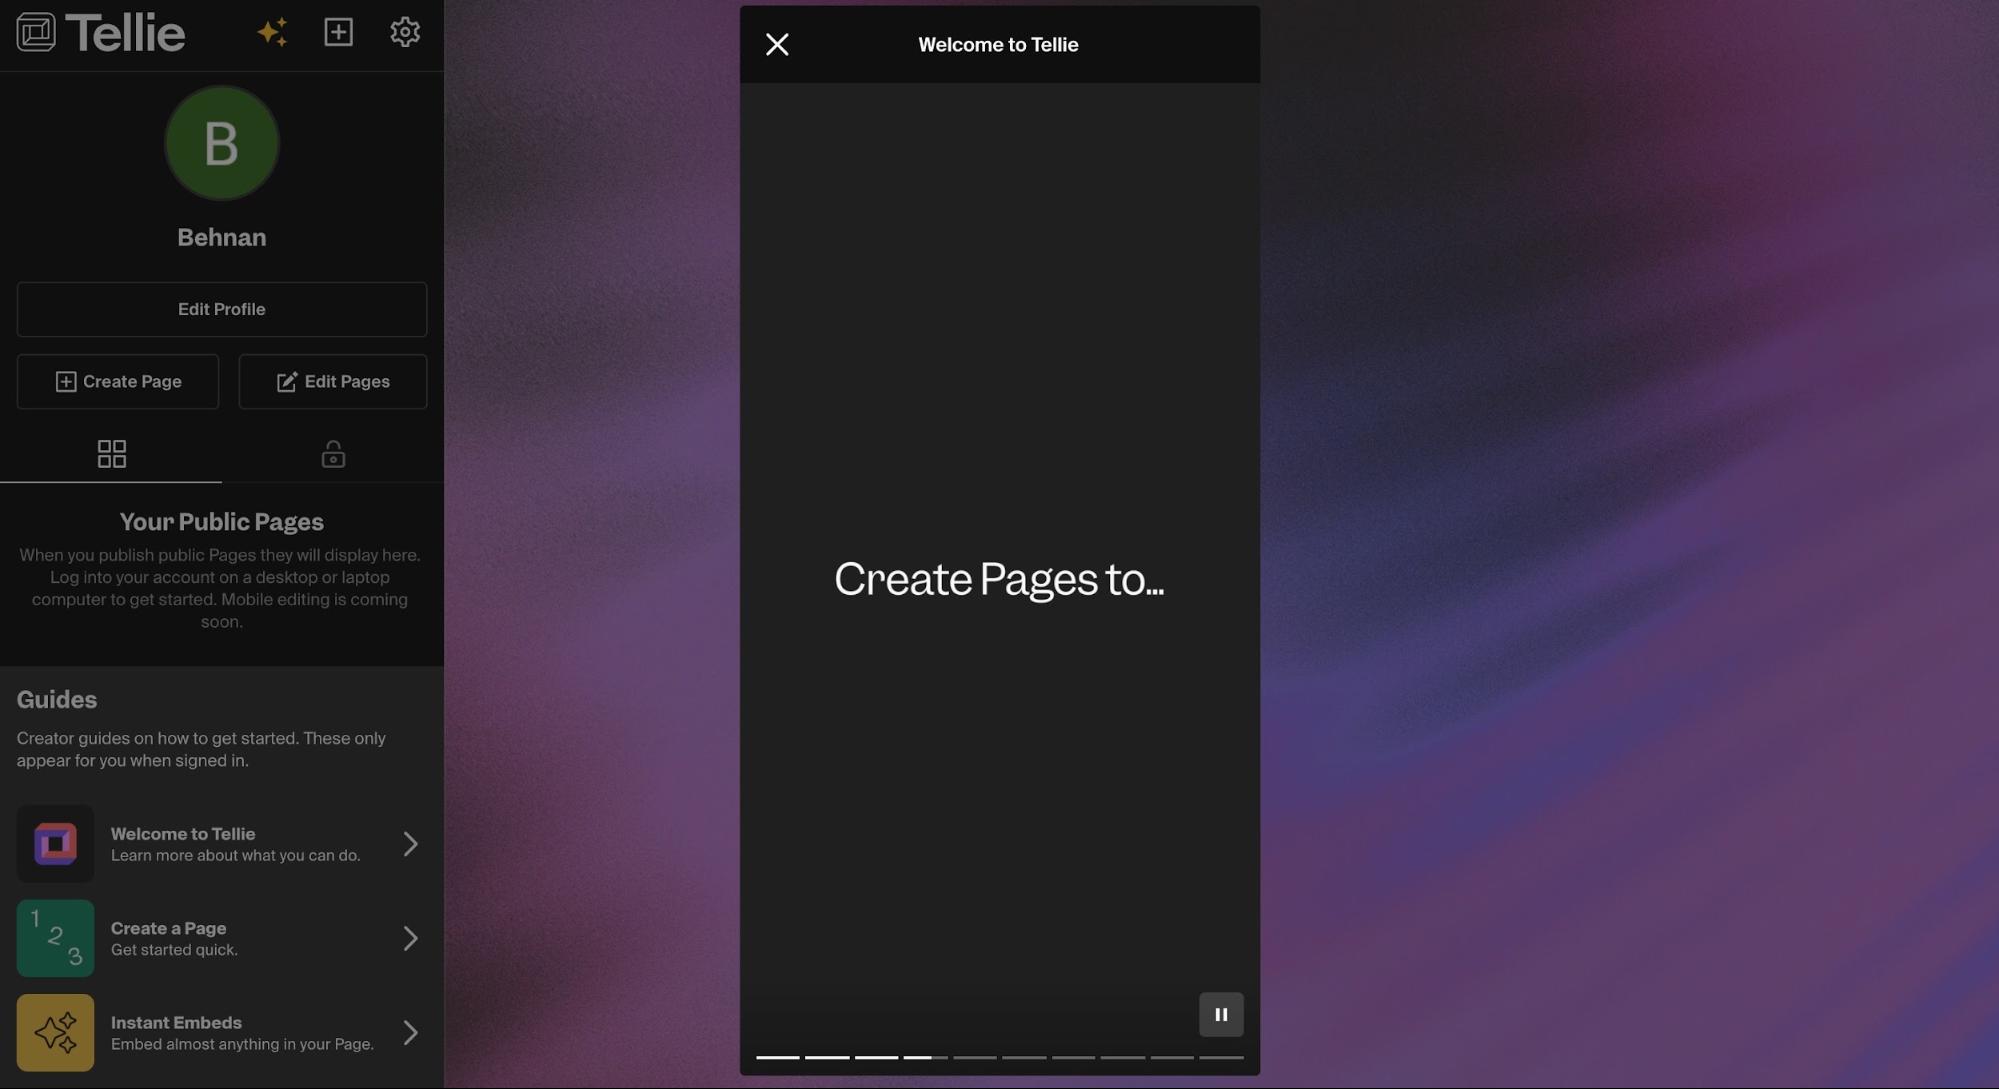 Tellie
B
Behnan
Edit Profile
Create Page
Edit Pages
Your Public Pages
When you publish public Pages they will display here.
Log into your account on a desktop or laptop
computer to get started. Mobile editing is coming
soon.
Guides
Creator guides on how to get started. These only
appear for you when signed in.
Welcome to Tellie
Learn more about what you can do.
1
2
3
Create a Page
Get started quick.
Instant Embeds
Embed almost anything in your Page.
Welcome to Tellie
Create Pages to...